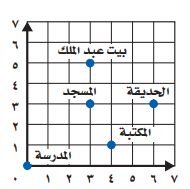 ٧
٦
بيت عبد الملك
٥
٤
المسجد الحديقة
٣
٢
المكتبة
١
المدرسة
٠ ١ ٢ ٣ ٤ ٥ ٦ ٧